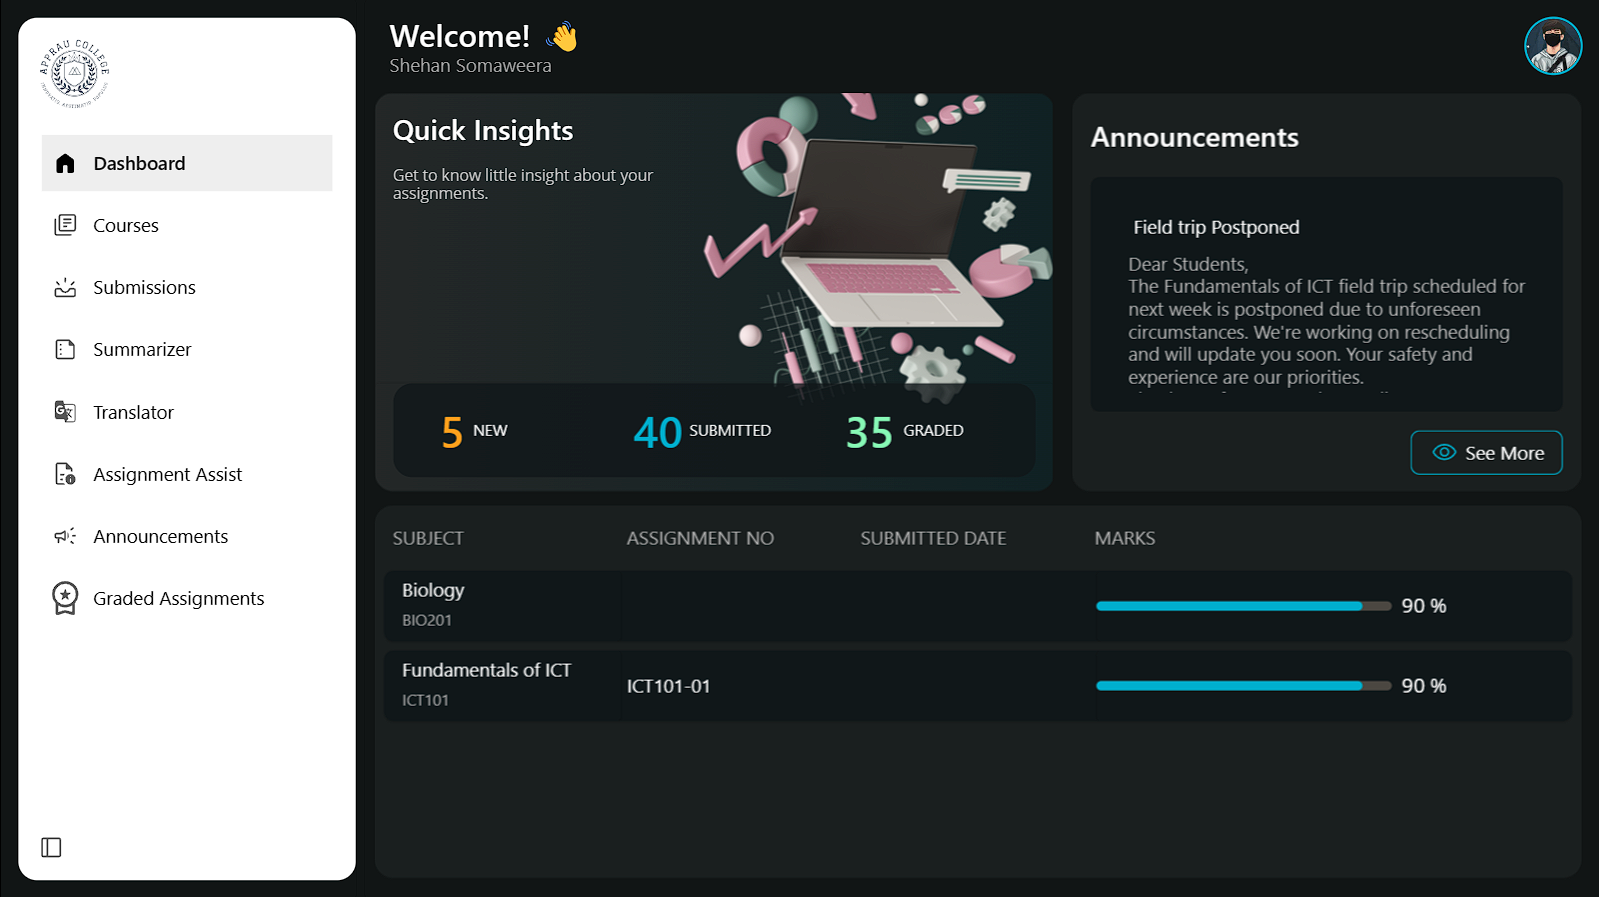 APPRAU COLLEGE
Dashboard
Courses
Submissions
Summarizer
Translator
Assignment Assist
Announcements
Graded Assignments
Welcome! 👋
Shehan Somaweera
Quick Insights
Get to know little insight about your
assignments.
5 NEW
40 SUBMITTED
35 GRADED
Announcements
Field trip Postponed
Dear Students,
The Fundamentals of ICT field trip scheduled for
next week is postponed due to unforeseen
circumstances. We're working on rescheduling
and will update you soon. Your safety and
experience are our priorities.
See More
SUBJECT ASSIGNMENT NO SUBMITTED DATE MARKS
Biology
BIO201
90 %
Fundamentals of ICT
ICT101
ICT101-01
90 %